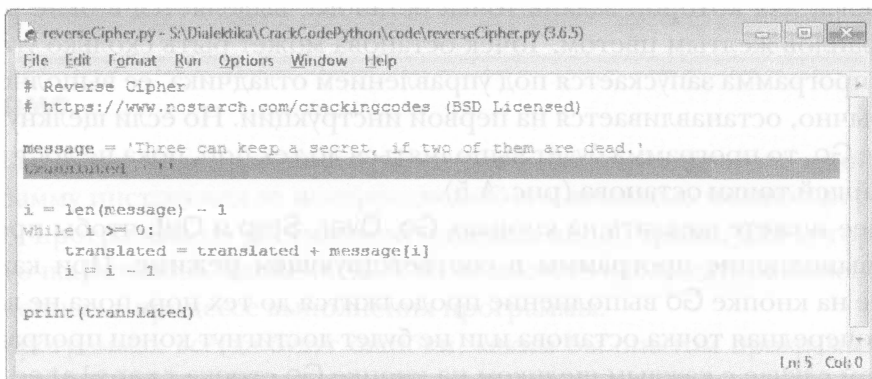 reverseCipher.py - S:\Dialektika\CrackCodePython\code\reverseCipher.py (3.6.5)
File Edit Format Run Options Window Help
# Reverse Cipher
# https://www.nostarch.com/crackingcodes (BSD Licensed)
message = 'Three can keep a secret, if two of them are dead.'
translated = ''
i = len(message) - 1
while i >= 0:
translated = translated + message[i]
i = i - 1
print(translated)
Ln: 5 Col: 0